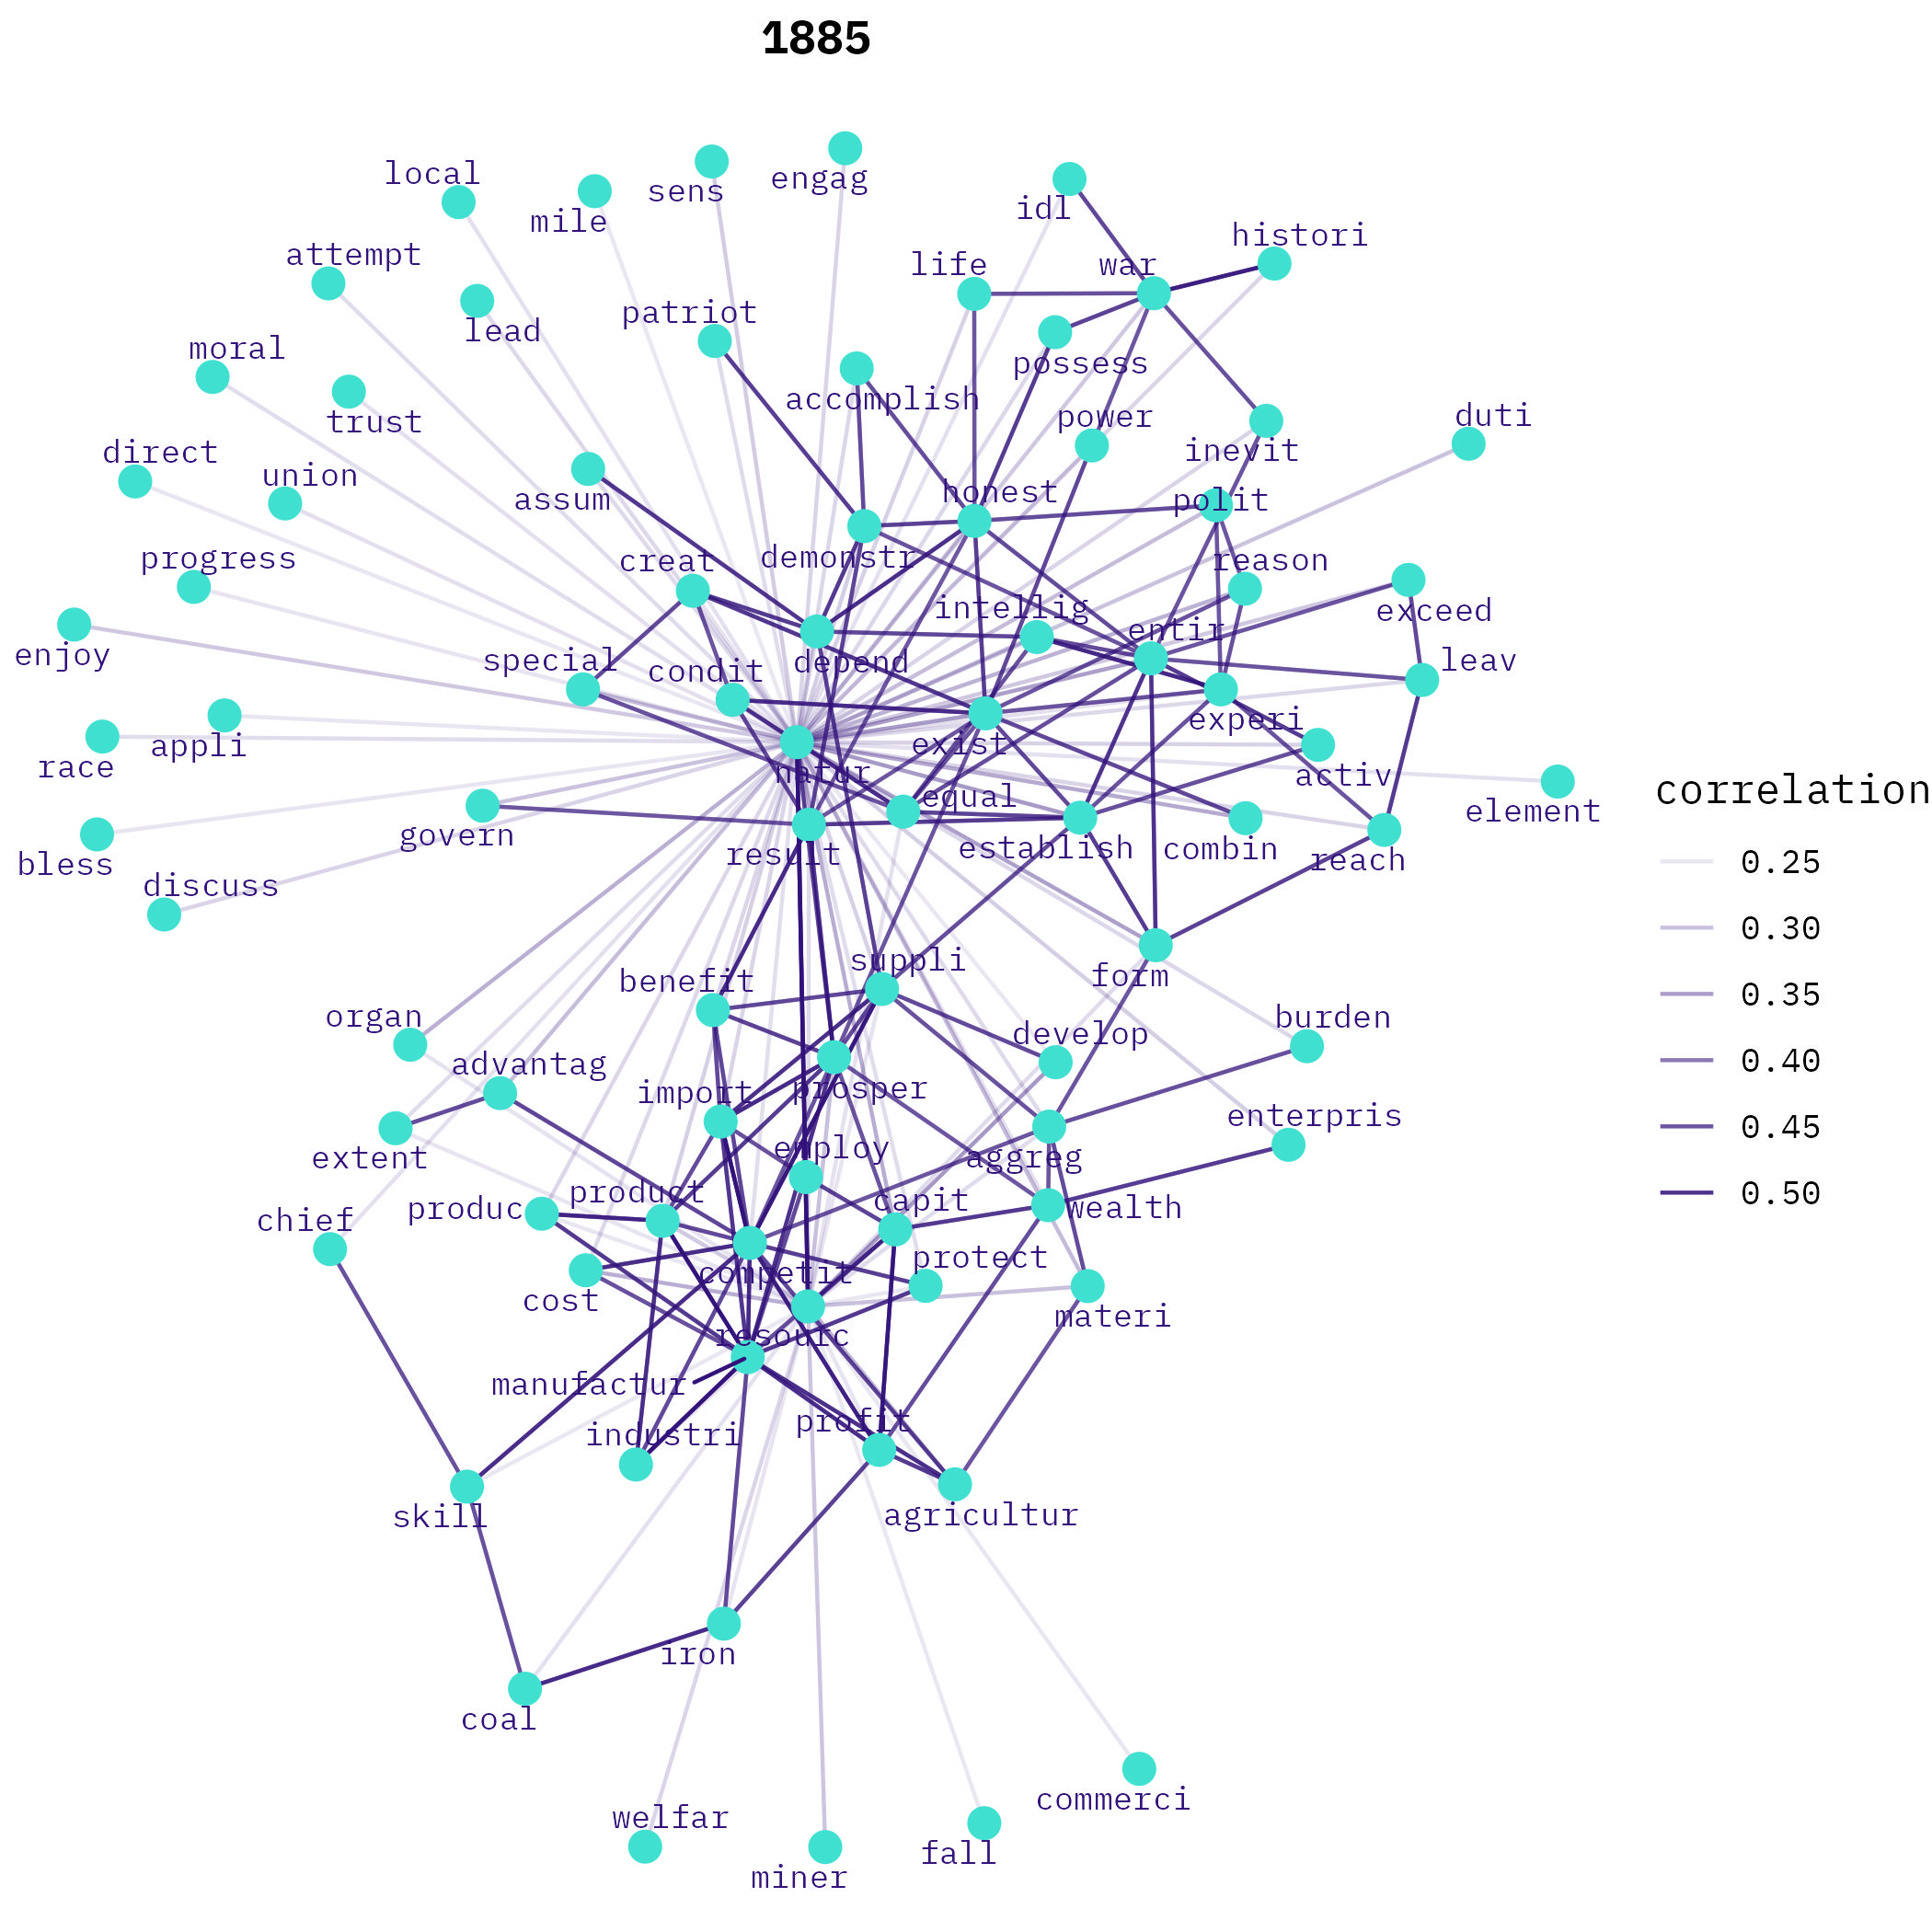 1885
local
sens
engag
mile
idl
histori
attempt
life
war
lead
patriot
moral
possess
trust
accomplish
power
duti
direct
union
assum
honest
inevit
polit
progress
creat
demonstr
reason
intellig
exceed
enjoy
special
condit
depend
entir
leav
race
appli
natur
exist
experi
activ
element
govern
equal
bless
result
establish
combin
reach
discuss
correlation
0.25
0.30
0.35
0.40
0.45
0.50
benefit
suppli
form
organ
develop
burden
advantag
import
prosper
enterpris
extent
employ
aggreg
chief
produc
product
capit
wealth
cost
competit
protect
materi
resourc
manufactur
industri
profit
skill
agricultur
iron
coal
commerci
welfar
miner
fall